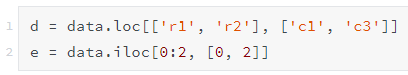 1 d = data.loc[['r1', 'r2'], ['c1', 'c3']]
2 e = data.iloc[0:2, [0, 2]]